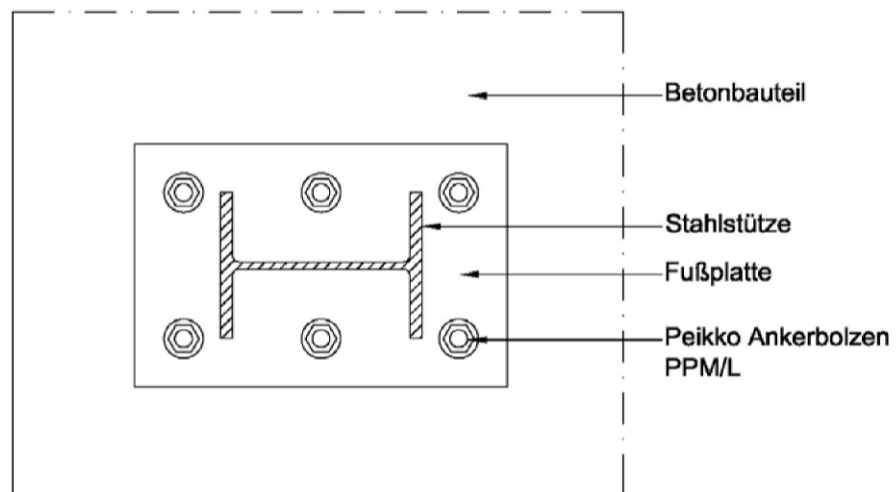 Betonbauteil
Stahlstütze
Fußplatte
Peikko Ankerbolzen
PPM/L